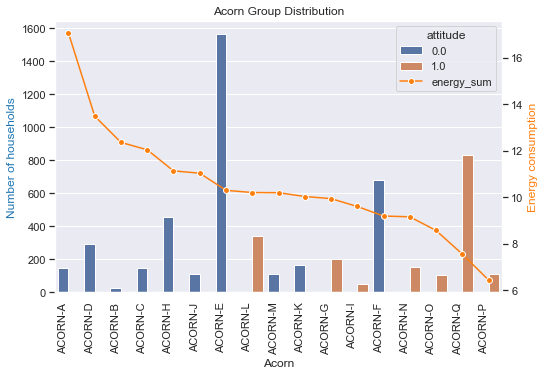 Acorn Group Distribution
attitude
0.0
1.0
energy_sum
1600
1400
1200
1000
800
600
400
200
0
Number of households
16
14
12
10
8
6
Energy consumption
ACORN-A
ACORN-D
ACORN-B
ACORN-C
ACORN-H
ACORN-J
ACORN-E
ACORN-L
ACORN-M
ACORN-K
ACORN-G
ACORN-I
ACORN-F
ACORN-N
ACORN-O
ACORN-Q
ACORN-P
Acorn